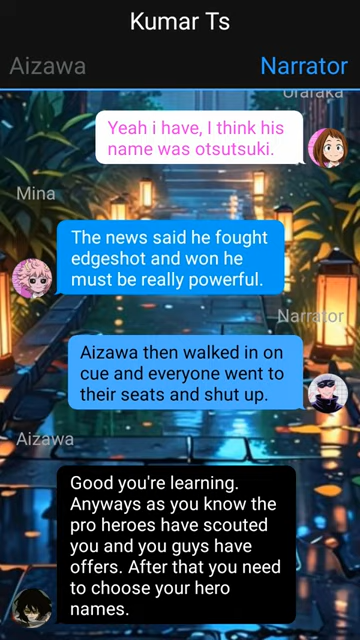 Kumar Ts
Aizawa
Narrator
Uraraka
Yeah i have, I think his
name was otsutsuki.
Mina
The news said he fought
edgeshot and won he
must be really powerful.
Narrator
Aizawa then walked in on
cue and everyone went to
their seats and shut up.
Aizawa
Good you're learning.
Anyways as you know the
pro heroes have scouted
you and you guys have
offers. After that you need
to choose your hero
names.